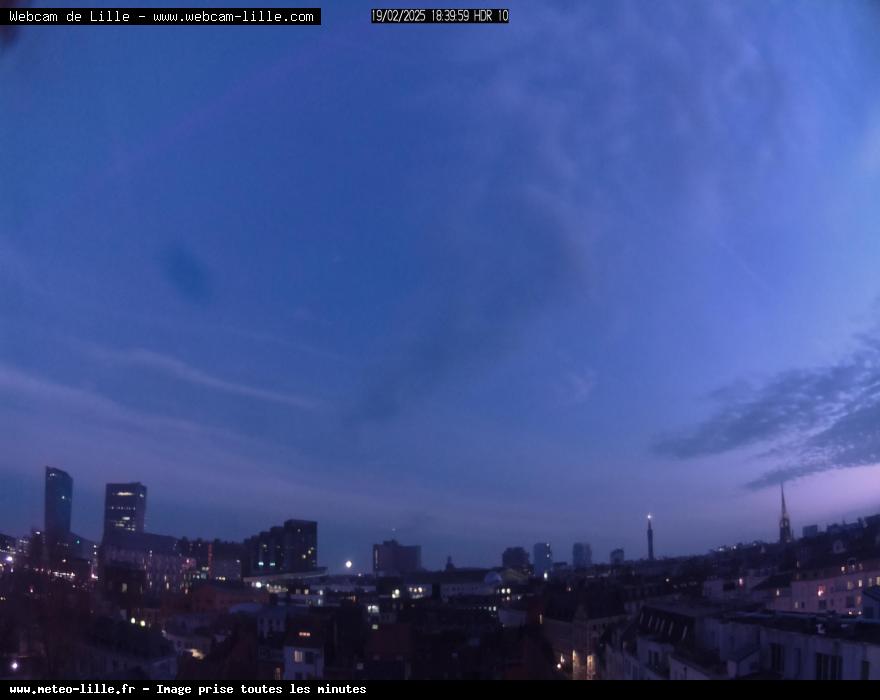 Webcam de Lille - www.webcam-lille.com
19/02/2025 18:39:59 HDR 10
www.meteo-lille.fr - Image prise toutes les minutes